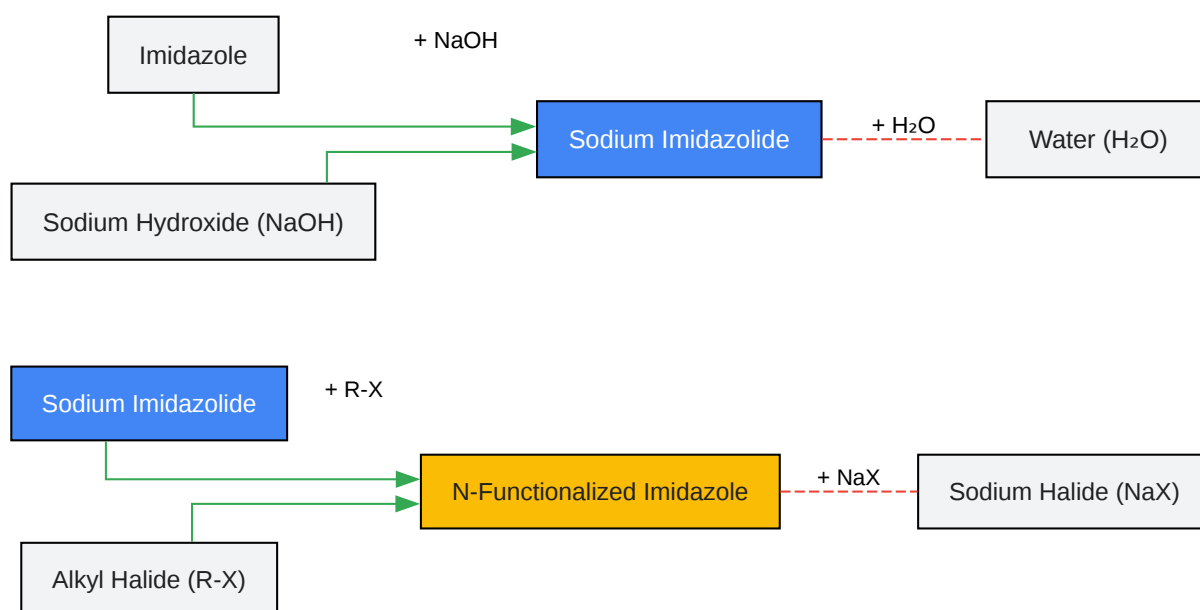 Imidazole
+ NaOH
Sodium Imidazolide
+ H₂O
Water (H₂O)
Sodium Hydroxide (NaOH)
Sodium Imidazolide
+ R-X
N-Functionalized Imidazole
+ NaX
Sodium Halide (NaX)
Alkyl Halide (R-X)